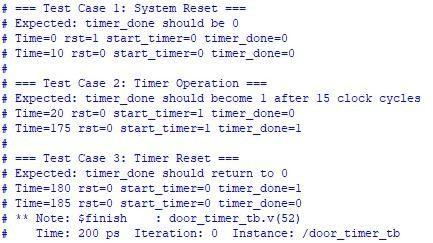 # === Test Case 1: System Reset ===
# Expected: timer_done should be 0
# Time=0 rst=1 start_timer=0 timer_done=0
# Time=10 rst=0 start_timer=0 timer_done=0
#
# === Test Case 2: Timer Operation ===
# Expected: timer_done should become 1 after 15 clock cycles
# Time=20 rst=0 start_timer=1 timer_done=0
# Time=175 rst=0 start_timer=1 timer_done=1
#
# === Test Case 3: Timer Reset ===
# Expected: timer_done should return to 0
# Time=180 rst=0 start_timer=0 timer_done=1
# Time=185 rst=0 start_timer=0 timer_done=0
# ** Note: $finish    : door_timer_tb.v(52)
#    Time: 200 ps  Iteration: 0  Instance: /door_timer_tb